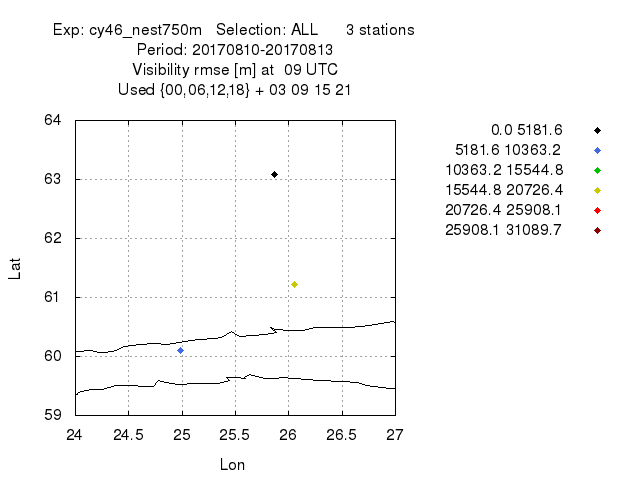 Exp: cy46_nest750m Selection: ALL 3 stations
Period: 20170810-20170813
Visibility rmse [m] at 09 UTC
Used {00,06,12,18} + 03 09 15 21
64
63
62
61
60
59
Lat
24 24.5 25 25.5 26 26.5 27
Lon
0.0 5181.6
5181.6 10363.2
10363.2 15544.8
15544.8 20726.4
20726.4 25908.1
25908.1 31089.7